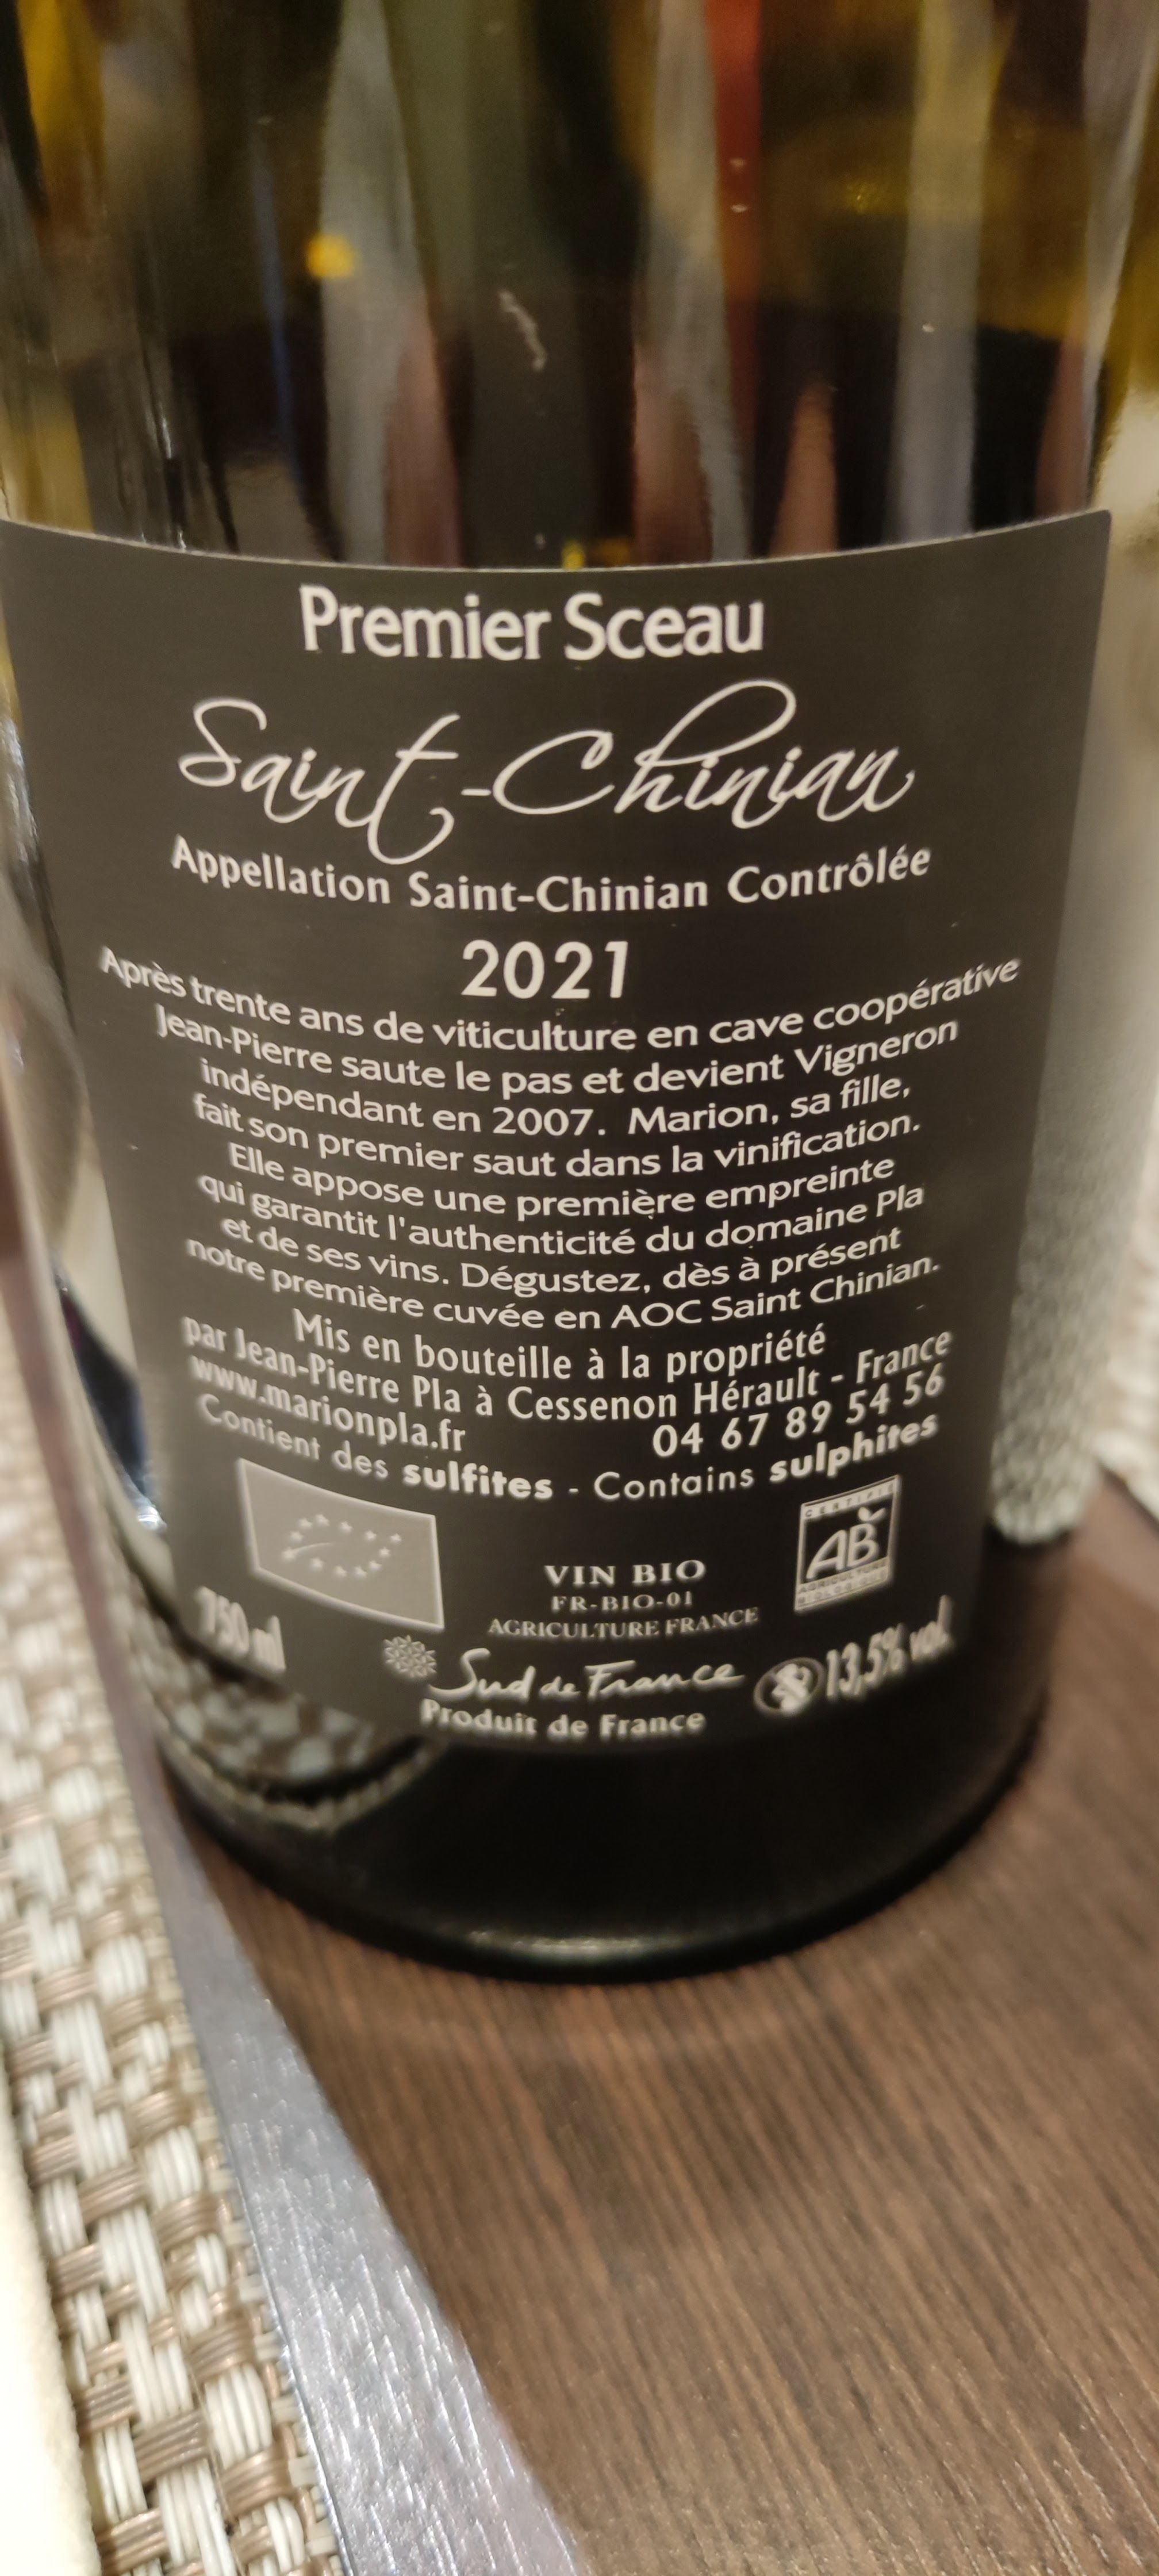 Premier Sceau
Saint-Chinian
Appellation Saint-Chinian Contrôlée
2021
Après trente ans de viticulture en cave coopérative
Jean-Pierre saute le pas et devient Vigneron
indépendant en 2007. Marion, sa fille,
fait son premier saut dans la vinification.
Elle appose une première empreinte
qui garantit l'authenticité du domaine Pla
et de ses vins. Dégustez, dès à présent
notre première cuvée en AOC Saint Chinian.
Mis en bouteille à la propriété
par Jean-Pierre Pla à Cessenon Hérault - France
www.marionpla.fr 04 67 89 54 56
Contient des sulfites - Contains sulphites
CERTIFIÉ
AB
AGRICULTURE
BIOLOGIQUE
VIN BIO
FR-BIO-01
AGRICULTURE FRANCE
750 ml
Sud de France
13,5% vol.
Produit de France